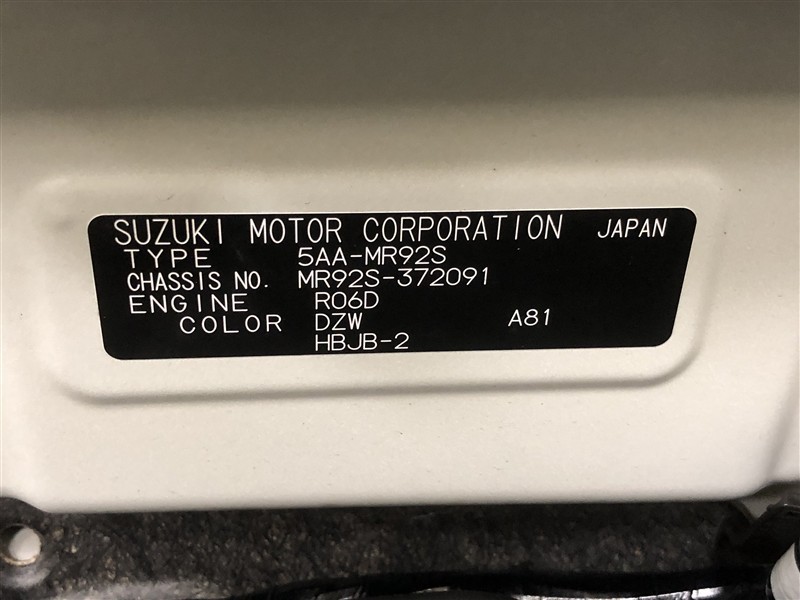 SUZUKI MOTOR CORPORATION JAPAN
TYPE 5AA-MR92S
CHASSIS NO. MR92S-372091
ENGINE R06D
COLOR DZW A81
HBJB-2